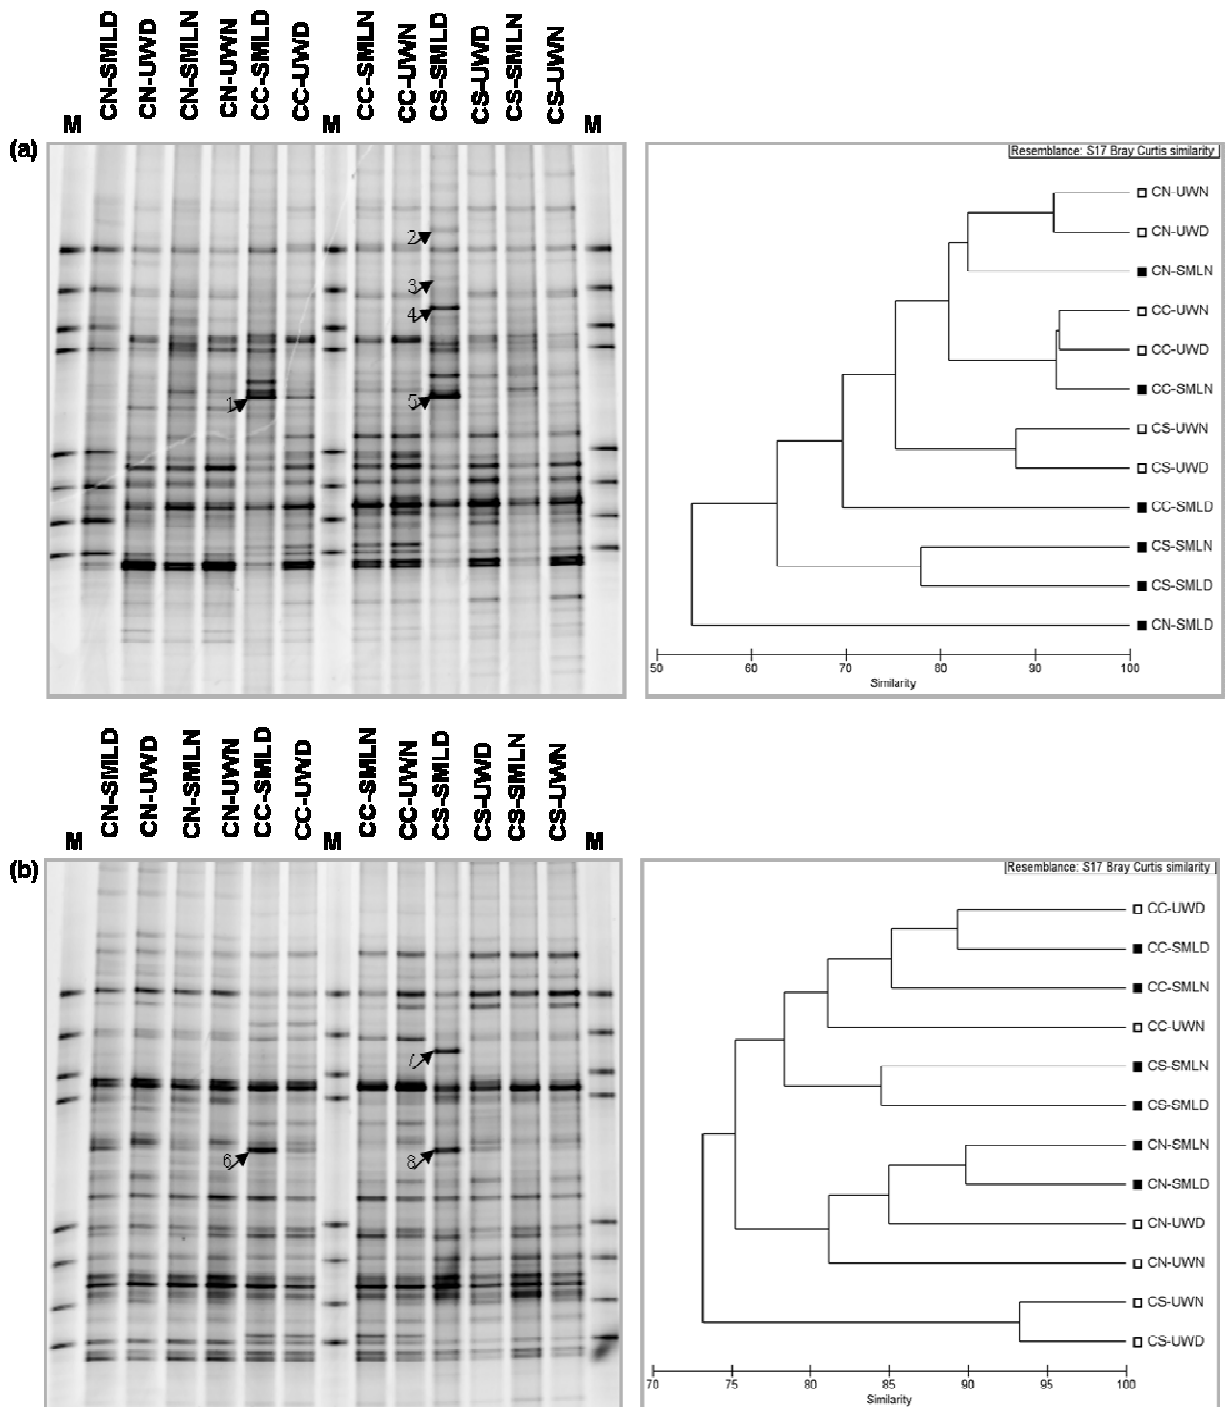 CN-SMLD
CN-UWD
CN-SMLN
CN-UWN
CC-SMLD
CC-UWD
CC-SMLN
CC-UWN
CS-SMLD
CS-UWD
CS-SMLN
CS-UWN
M
M
M
(a)
2
3
4
1
5
Resemblance: S17 Bray Curtis similarity
CN-UWN
CN-UWD
CN-SMLN
CC-UWN
CC-UWD
CC-SMLN
CS-UWN
CS-UWD
CC-SMLD
CS-SMLN
CS-SMLD
CN-SMLD
50 60 70 80 90 100
Similarity
CN-SMLD
CN-UWD
CN-SMLN
CN-UWN
CC-SMLD
CC-UWD
CC-SMLN
CC-UWN
CS-SMLD
CS-UWD
CS-SMLN
CS-UWN
M
M
M
(b)
7
6
8
Resemblance: S17 Bray Curtis similarity
CC-UWD
CC-SMLD
CC-SMLN
CC-UWN
CS-SMLN
CS-SMLD
CN-SMLN
CN-SMLD
CN-UWD
CN-UWN
CS-UWN
CS-UWD
70 75 80 85 90 95 100
Similarity